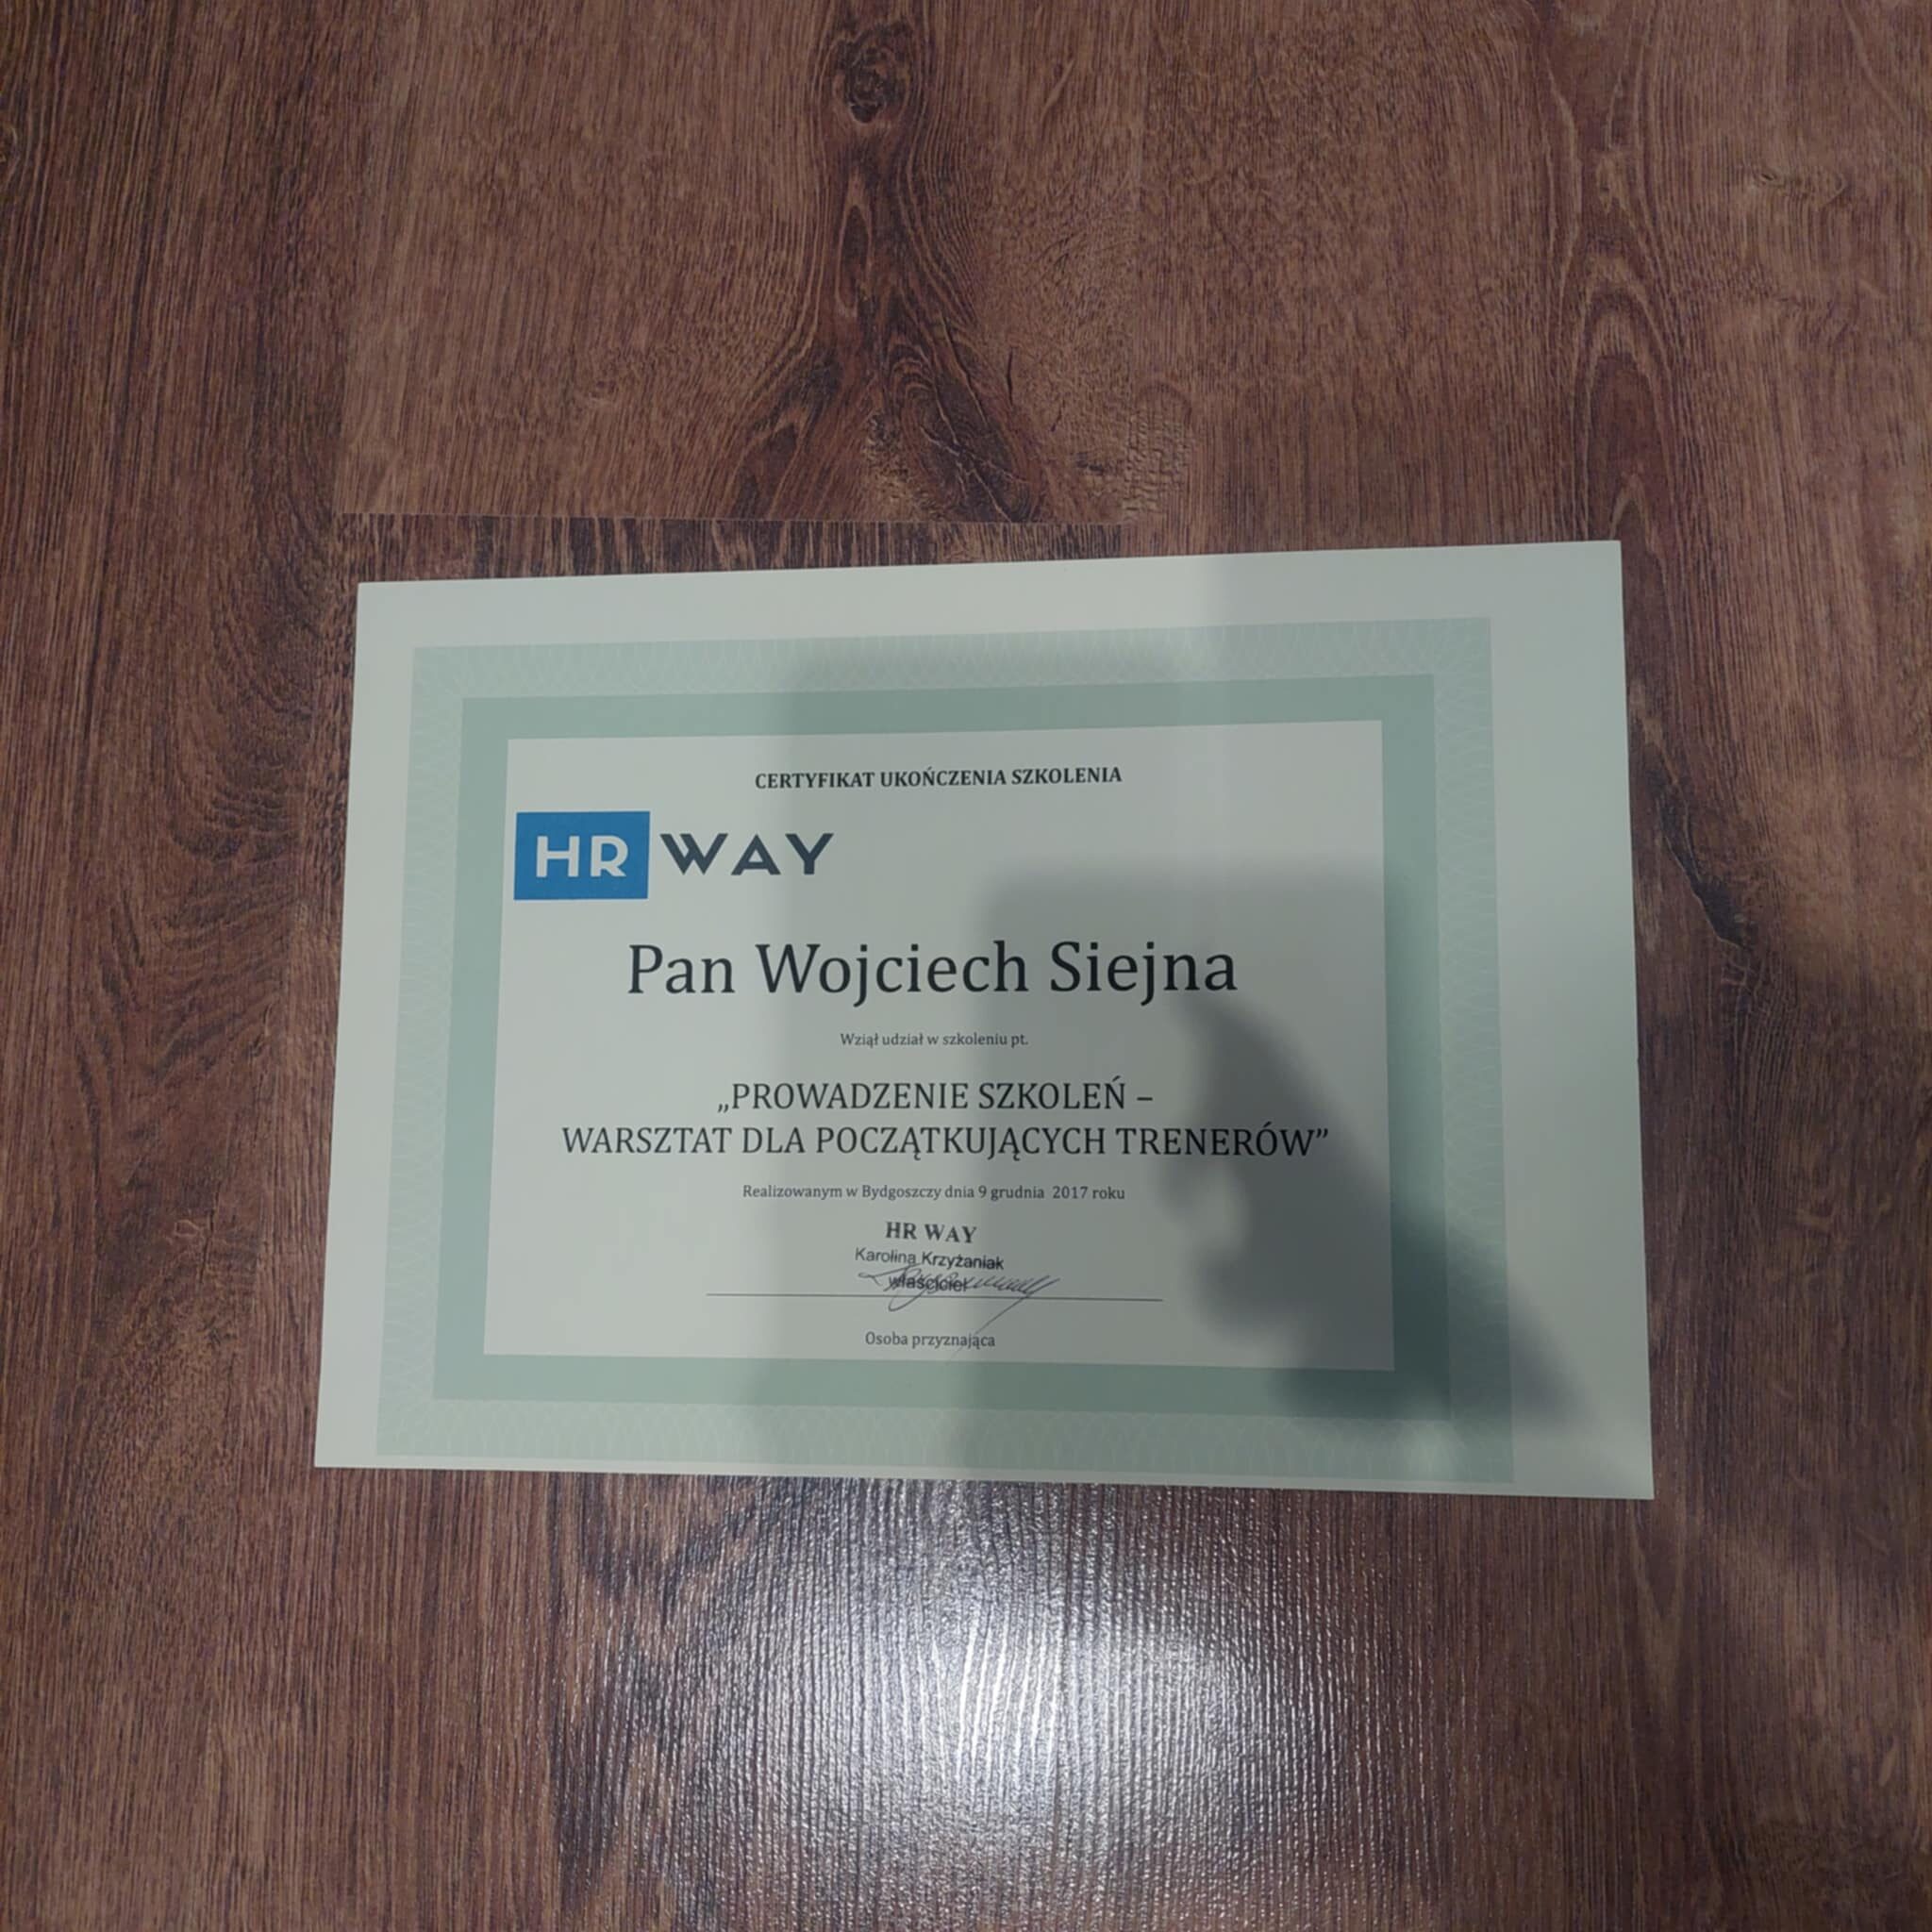 CERTYFIKAT UKOŃCZENIA SZKOLENIA
HR WAY
Pan Wojciech Siejna
Wziął udział w szkoleniu pt.
„PROWADZENIE SZKOLEŃ –
WARSZTAT DLA POCZĄTKUJĄCYCH TRENERÓW”
Realizowanym w Bydgoszczy dnia 9 grudnia 2017 roku
HR WAY
Karolina Krzyżaniak
właściciel
Osoba przyznająca